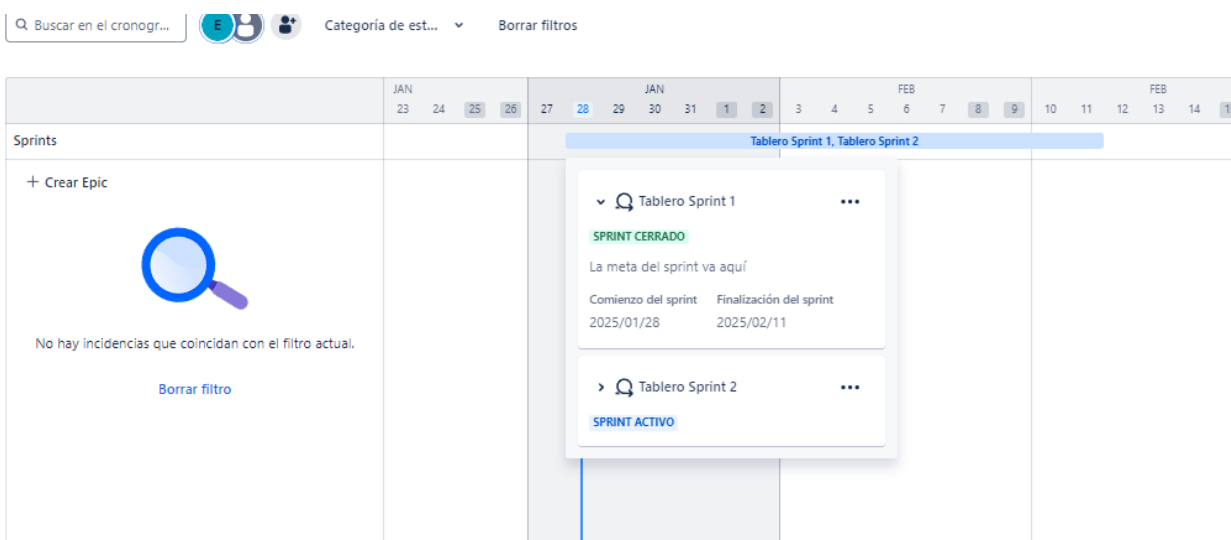 Buscar en el cronogr...
E
Categoría de est...
Borrar filtros
JAN JAN FEB FEB
23 24 25 26 27 28 29 30 31 1 2 3 4 5 6 7 8 9 10 11 12 13 14
Sprints
Tablero Sprint 1, Tablero Sprint 2
+ Crear Epic
No hay incidencias que coincidan con el filtro actual.
Borrar filtro
Tablero Sprint 1
SPRINT CERRADO
La meta del sprint va aquí
Comienzo del sprint Finalización del sprint
2025/01/28 2025/02/11
Tablero Sprint 2
SPRINT ACTIVO